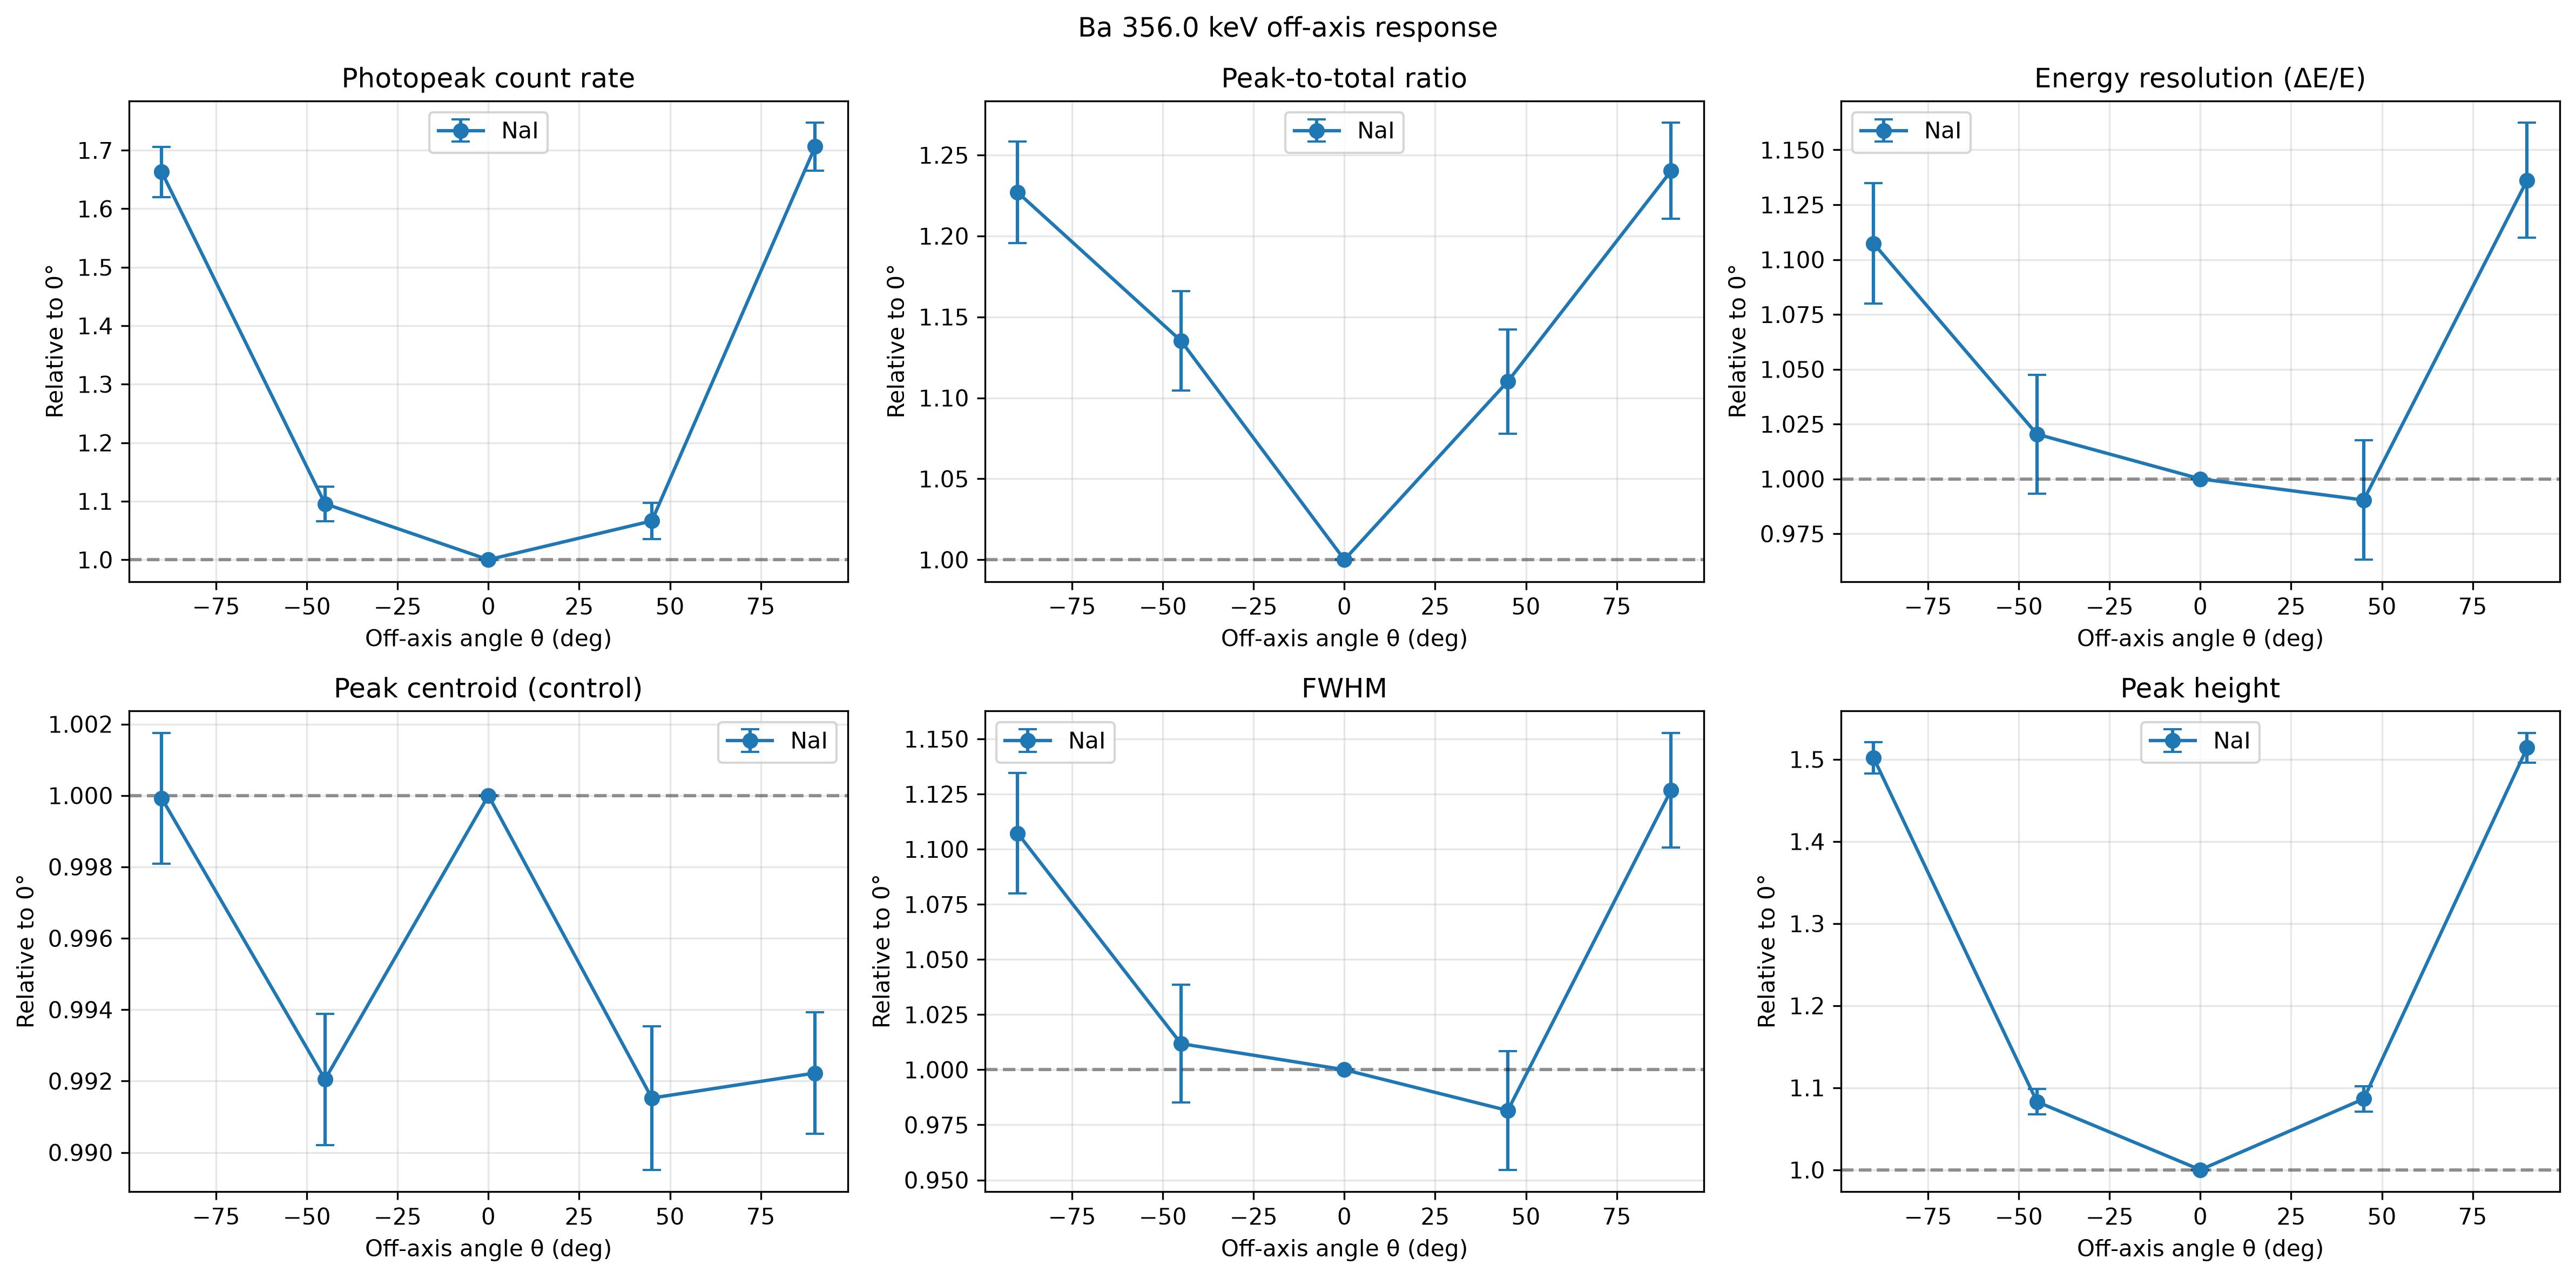 Ba 356.0 keV off-axis response
Photopeak count rate
NaI
Relative to 0°
1.7
1.6
1.5
1.4
1.3
1.2
1.1
1.0
−75 −50 −25 0 25 50 75
Off-axis angle θ (deg)
Peak-to-total ratio
NaI
Relative to 0°
1.25
1.20
1.15
1.10
1.05
1.00
−75 −50 −25 0 25 50 75
Off-axis angle θ (deg)
Energy resolution (ΔE/E)
NaI
Relative to 0°
1.150
1.125
1.100
1.075
1.050
1.025
1.000
0.975
−75 −50 −25 0 25 50 75
Off-axis angle θ (deg)
Peak centroid (control)
NaI
Relative to 0°
1.002
1.000
0.998
0.996
0.994
0.992
0.990
−75 −50 −25 0 25 50 75
Off-axis angle θ (deg)
FWHM
NaI
Relative to 0°
1.150
1.125
1.100
1.075
1.050
1.025
1.000
0.975
0.950
−75 −50 −25 0 25 50 75
Off-axis angle θ (deg)
Peak height
NaI
Relative to 0°
1.5
1.4
1.3
1.2
1.1
1.0
−75 −50 −25 0 25 50 75
Off-axis angle θ (deg)